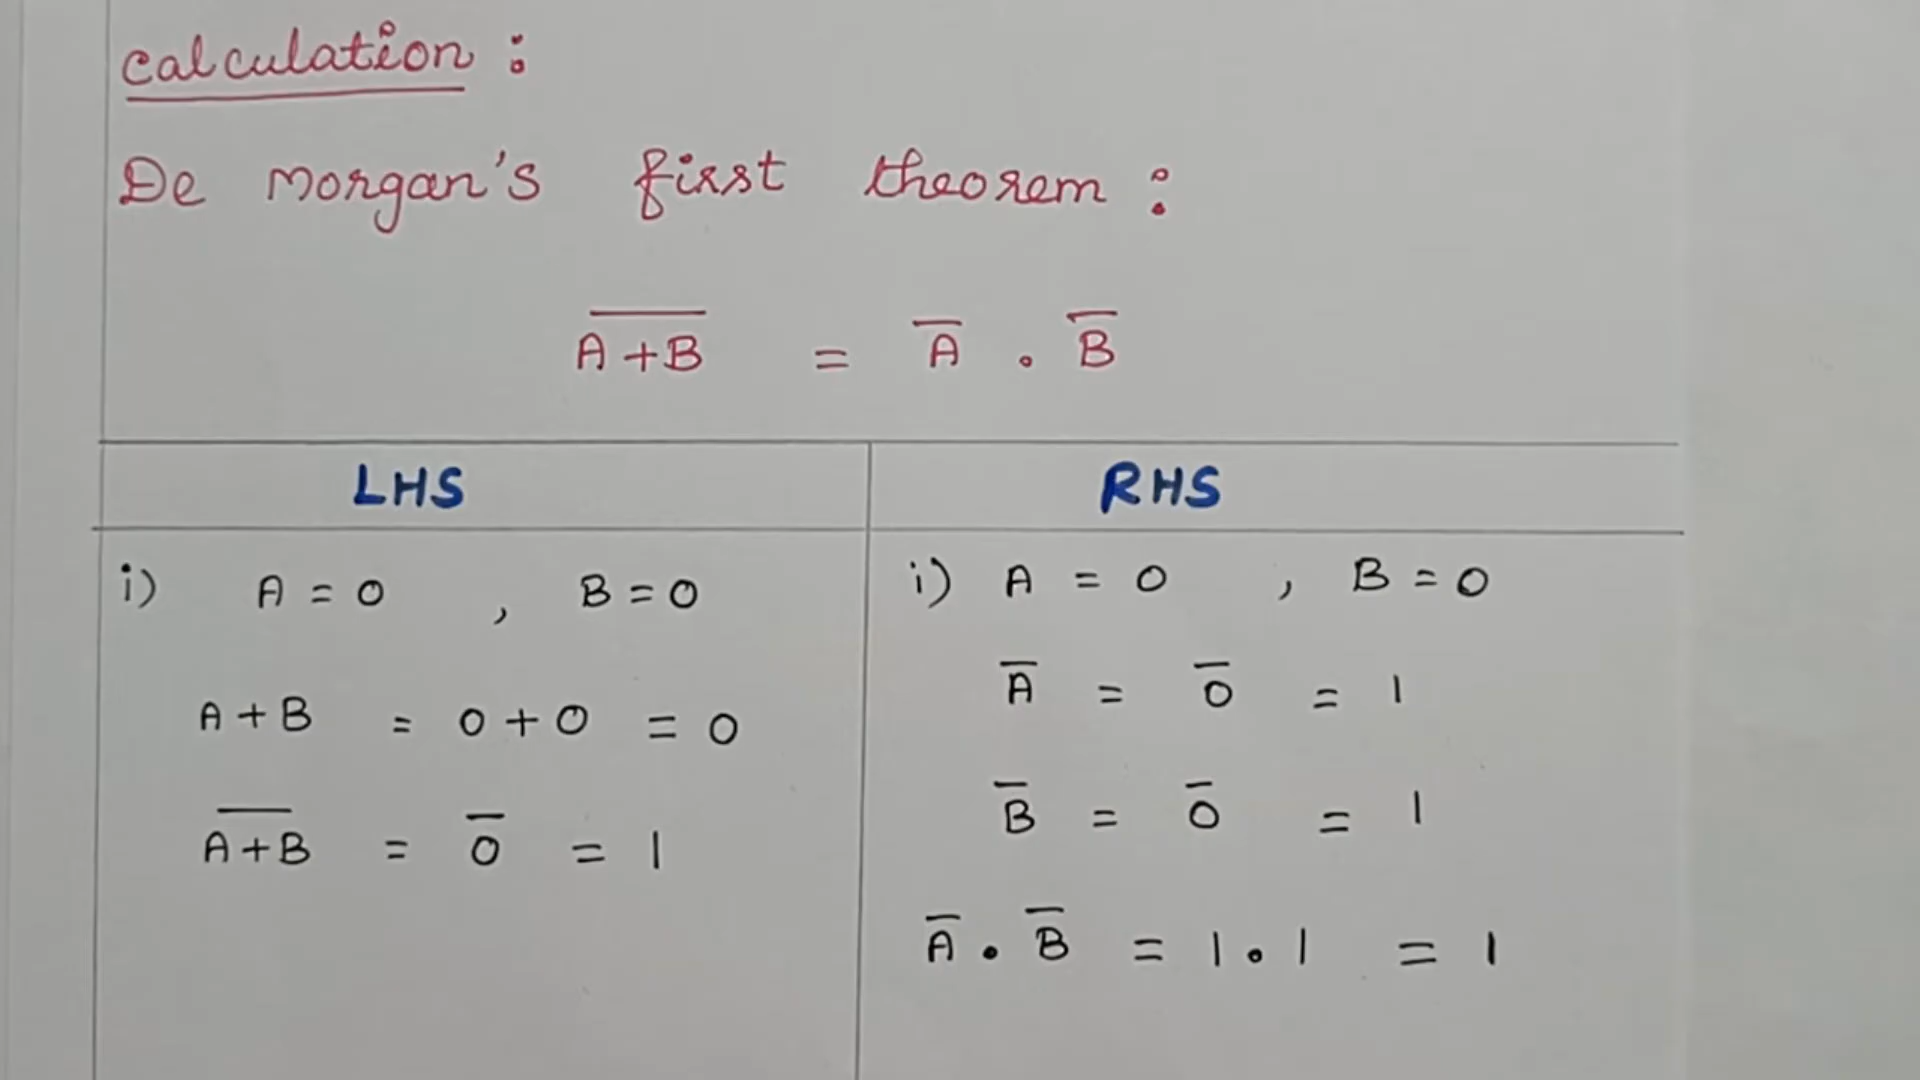 calculation :
De morgan's first theorem :
A̅+̅B̅ = A̅ . B̅
LHS
i) A = 0 , B = 0
A + B = 0 + 0 = 0
A̅+̅B̅ = 0̅ = 1
RHS
i) A = 0 , B = 0
A̅ = 0̅ = 1
B̅ = 0̅ = 1
A̅ . B̅ = 1 . 1 = 1